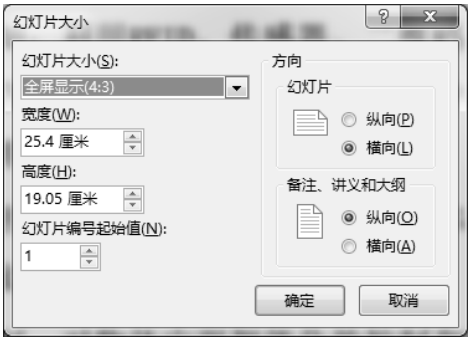 幻灯片大小
幻灯片大小(S):
全屏显示(4:3)
宽度(W):
25.4 厘米
高度(H):
19.05 厘米
幻灯片编号起始值(N):
1
方向
幻灯片
纵向(P)
横向(L)
备注、讲义和大纲
纵向(O)
横向(A)
确定
取消